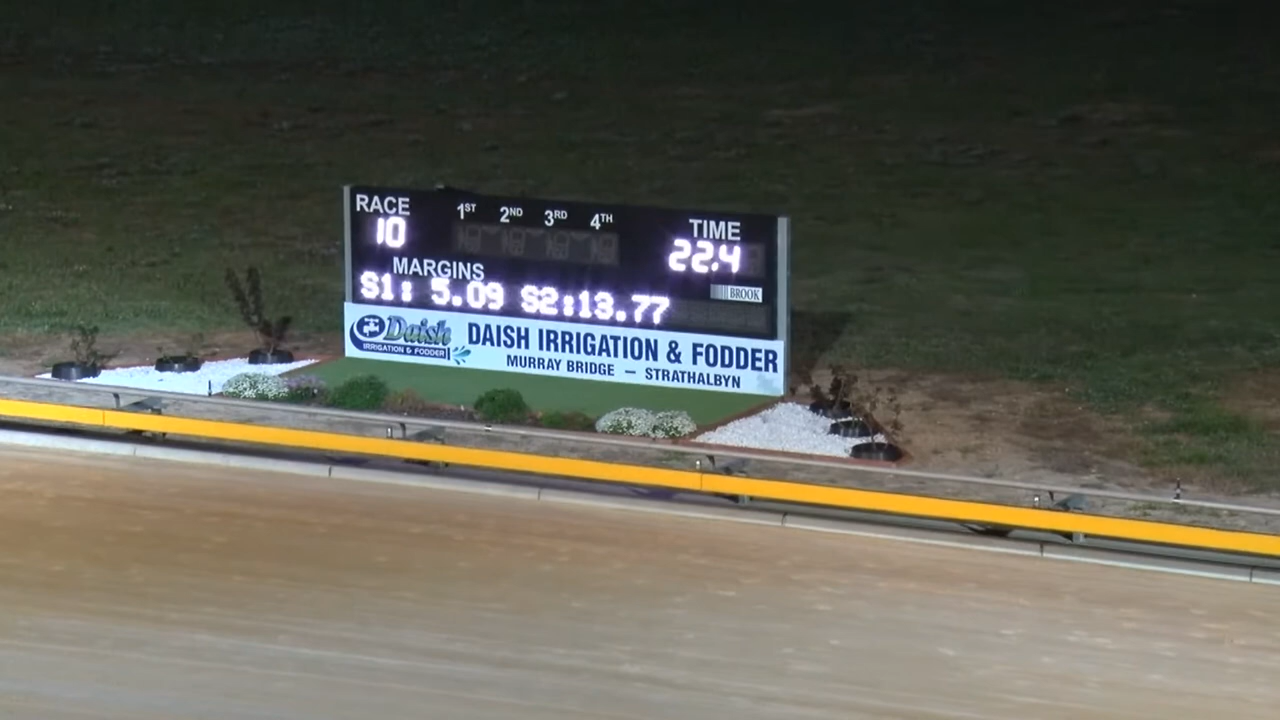 RACE 1ST 2ND 3RD 4TH TIME
10 22.4
MARGINS
S1: 5.09 S2:13.77
BROOK
Daish
IRRIGATION & FODDER
DAISH IRRIGATION & FODDER
MURRAY BRIDGE – STRATHALBYN